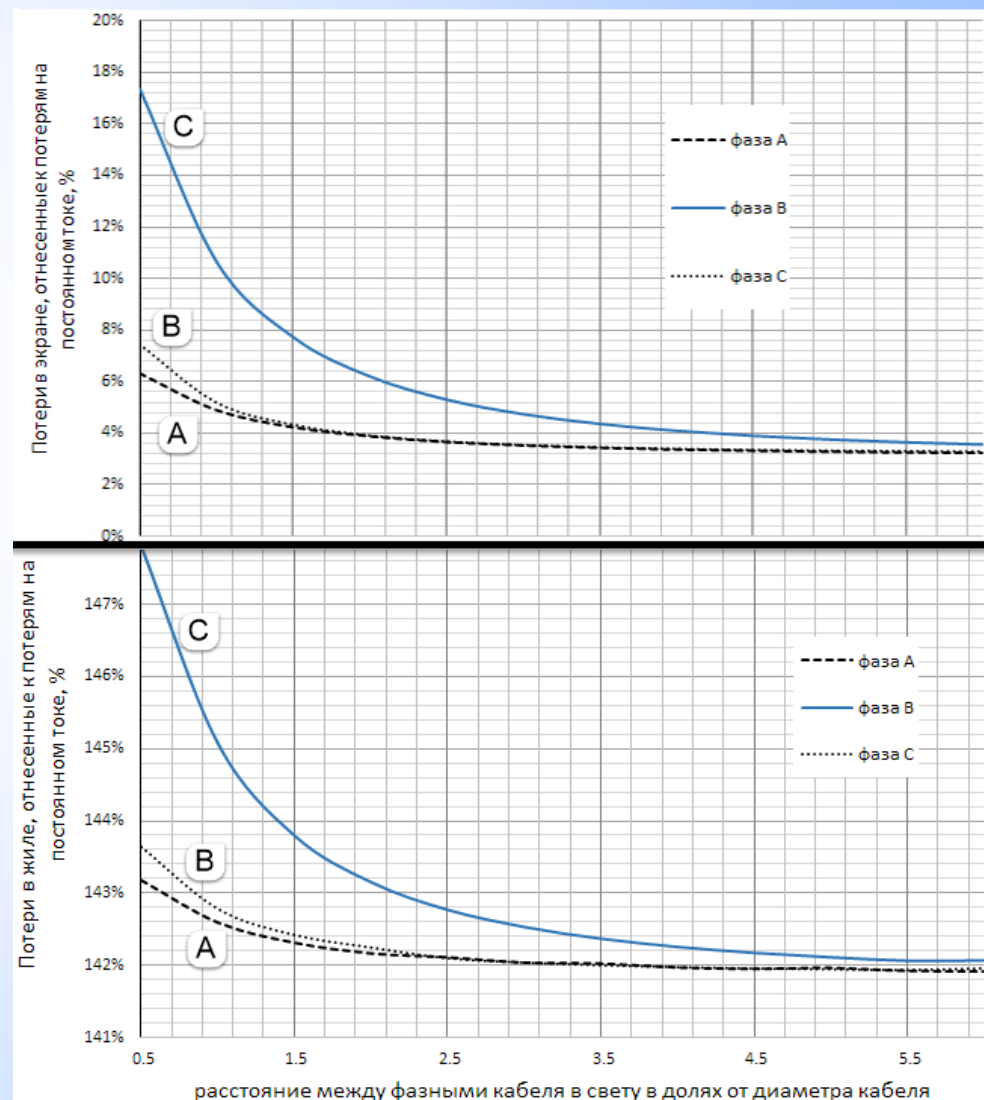 Потери в экране, отнесенные к потерям на
постоянном токе, %
20%
18%
16%
14%
12%
10%
8%
6%
4%
2%
0%
C
B
A
фаза A
фаза B
фаза C
Потери в жиле, отнесенные к потерям на
постоянном токе, %
147%
146%
145%
144%
143%
142%
141%
C
B
A
фаза A
фаза B
фаза C
0.5 1.5 2.5 3.5 4.5 5.5
расстояние между фазными кабеля в свету в долях от диаметра кабеля